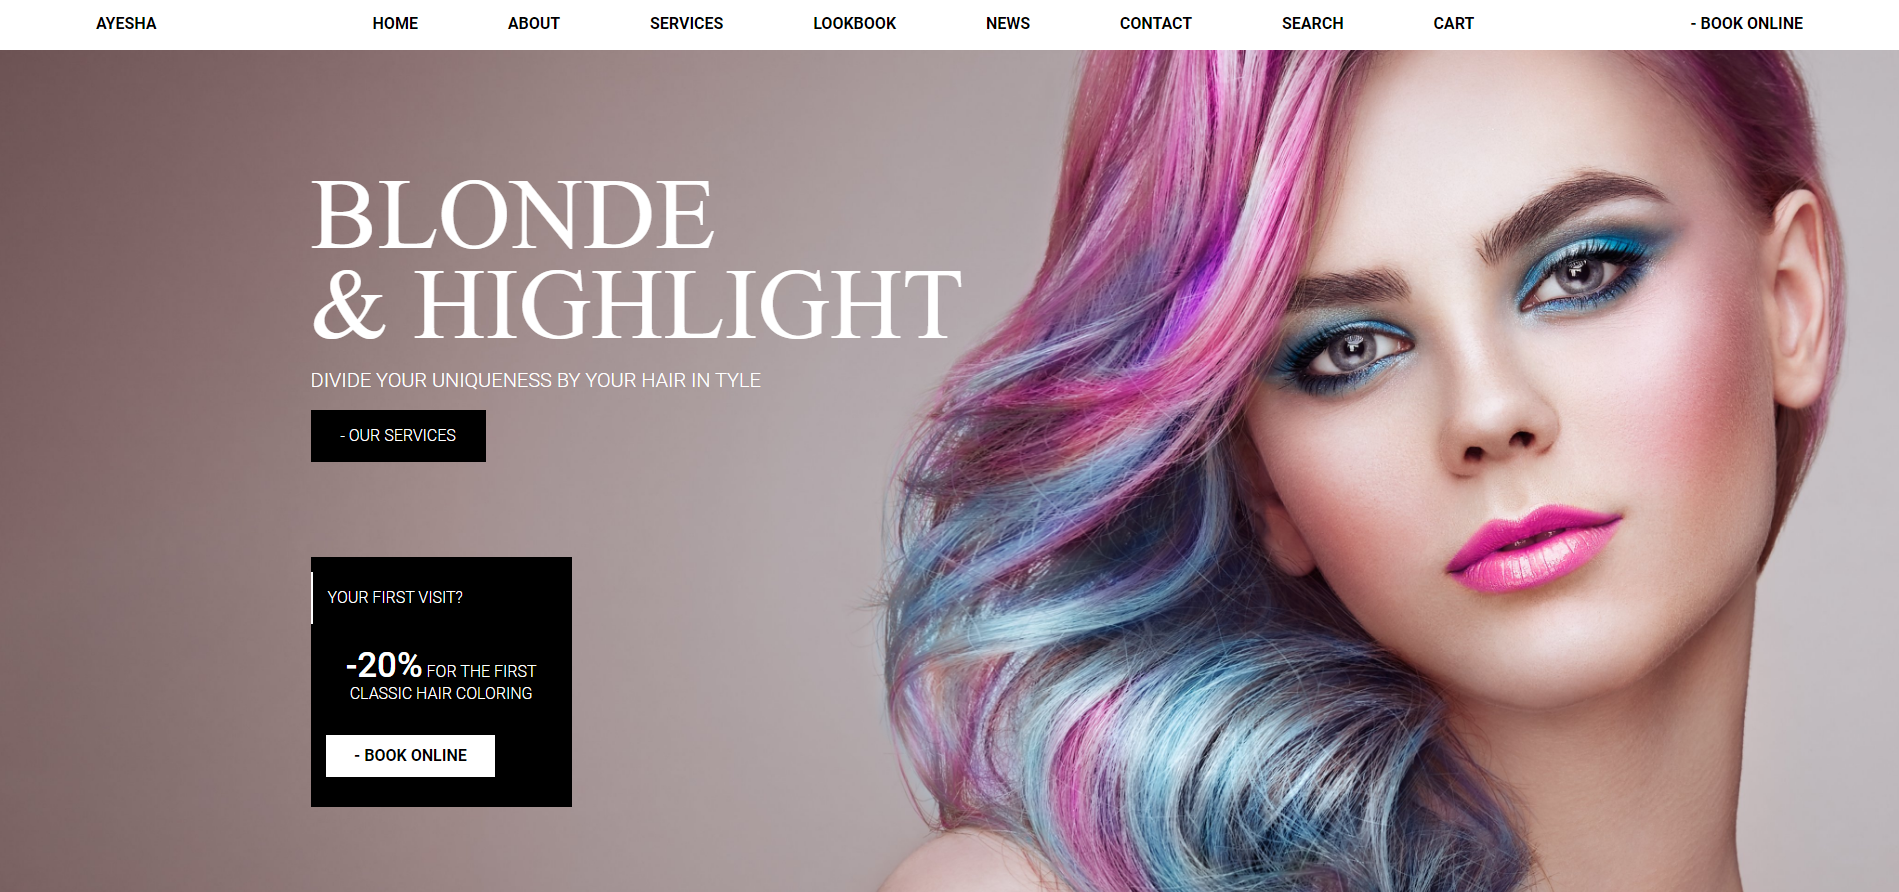 AYESHA HOME ABOUT SERVICES LOOKBOOK NEWS CONTACT SEARCH CART - BOOK ONLINE
BLONDE
& HIGHLIGHT
DIVIDE YOUR UNIQUENESS BY YOUR HAIR IN TYLE
- OUR SERVICES
YOUR FIRST VISIT?
-20% FOR THE FIRST
CLASSIC HAIR COLORING
- BOOK ONLINE